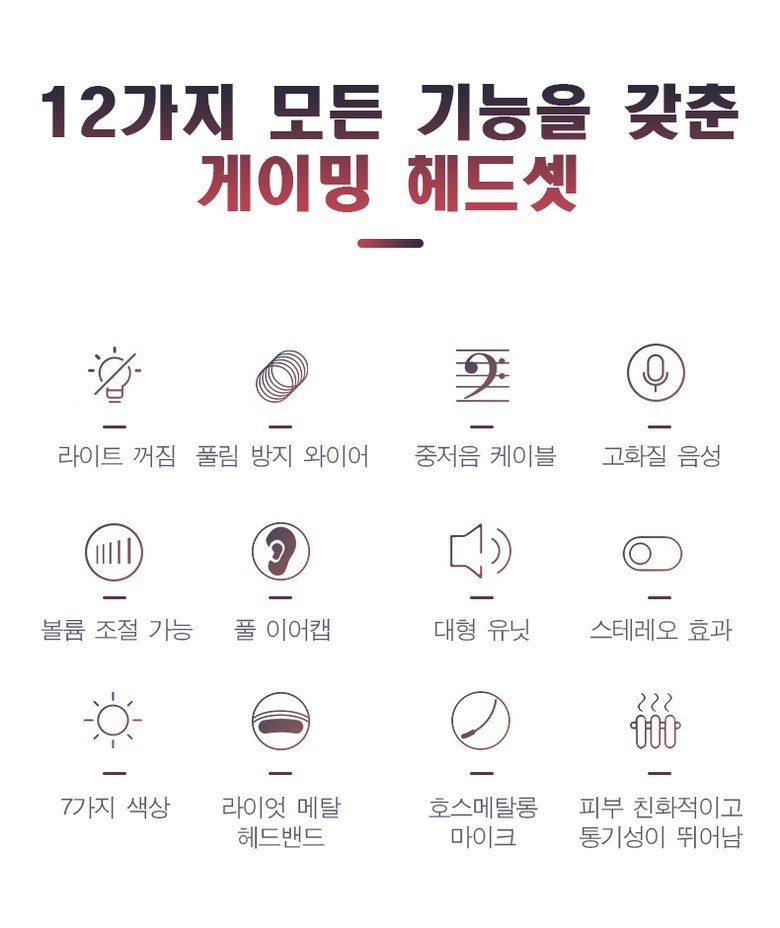 12가지 모든 기능을 갖춘
게이밍 헤드셋
라이트 꺼짐
풀림 방지 와이어
중저음 케이블
고화질 음성
볼륨 조절 가능
풀 이어캡
대형 유닛
스테레오 효과
7가지 색상
라이엇 메탈
헤드밴드
호스메탈롱
마이크
피부 친화적이고
통기성이 뛰어남